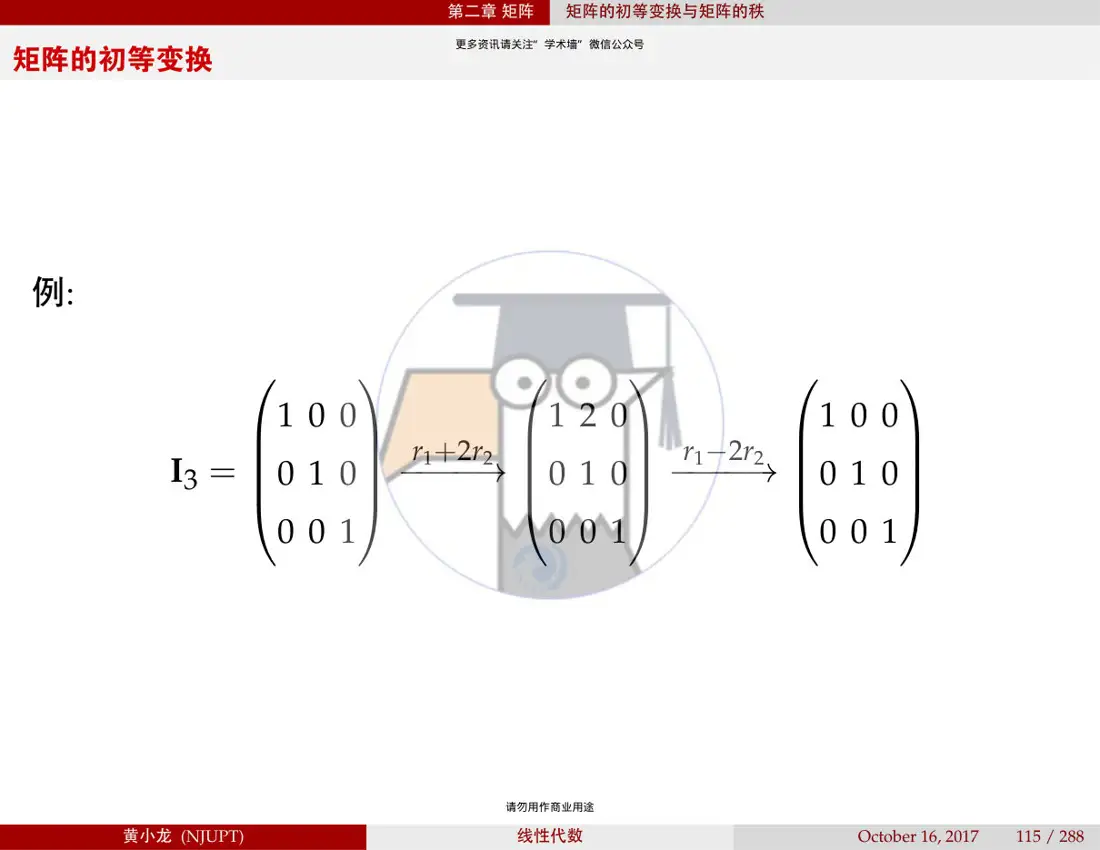 第二章 矩阵 矩阵的初等变换与矩阵的秩
更多资讯请关注“学术墙”微信公众号
矩阵的初等变换
例:
1 0 0 1 2 0 1 0 0
I₃ = 0 1 0 r₁+2r₂ 0 1 0 r₁−2r₂ 0 1 0
0 0 1 0 0 1 0 0 1
请勿用作商业用途
黄小龙 (NJUPT) 线性代数 October 16, 2017 115 / 288